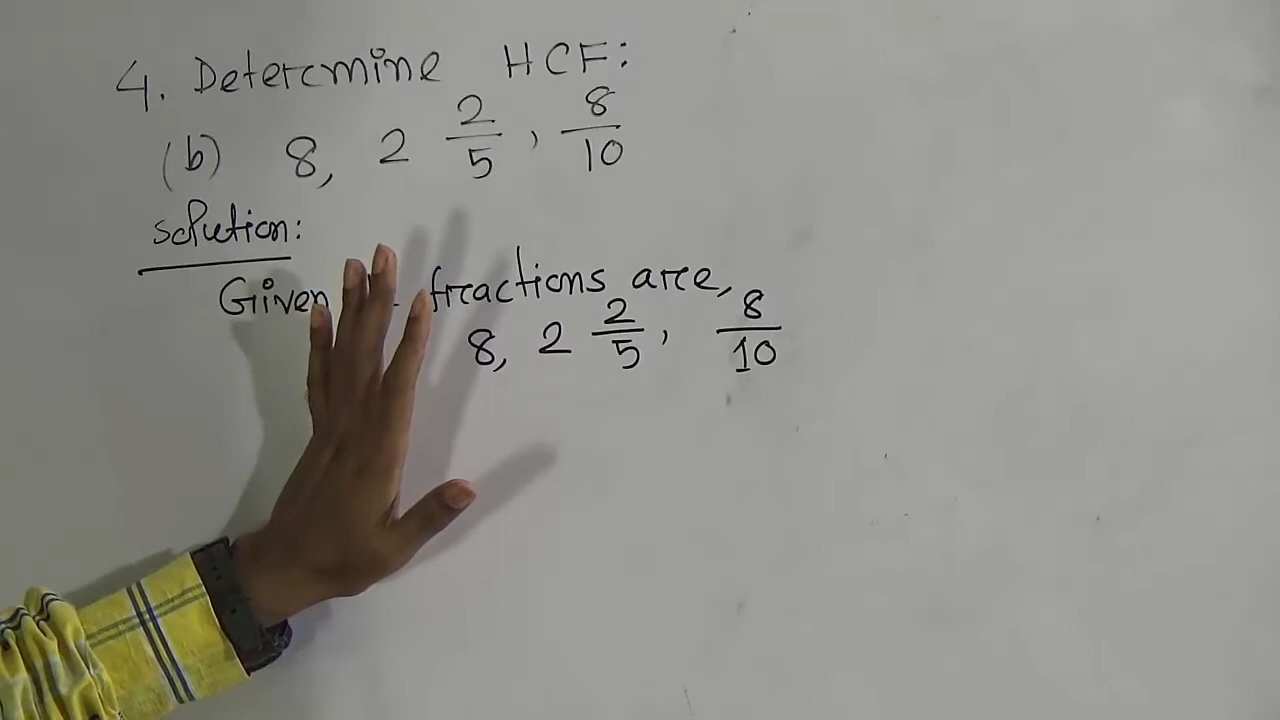 4. Determine HCF:
(b) 8, 2 2/5, 8/10
Solution:
Given fractions are,
8, 2 2/5, 8/10